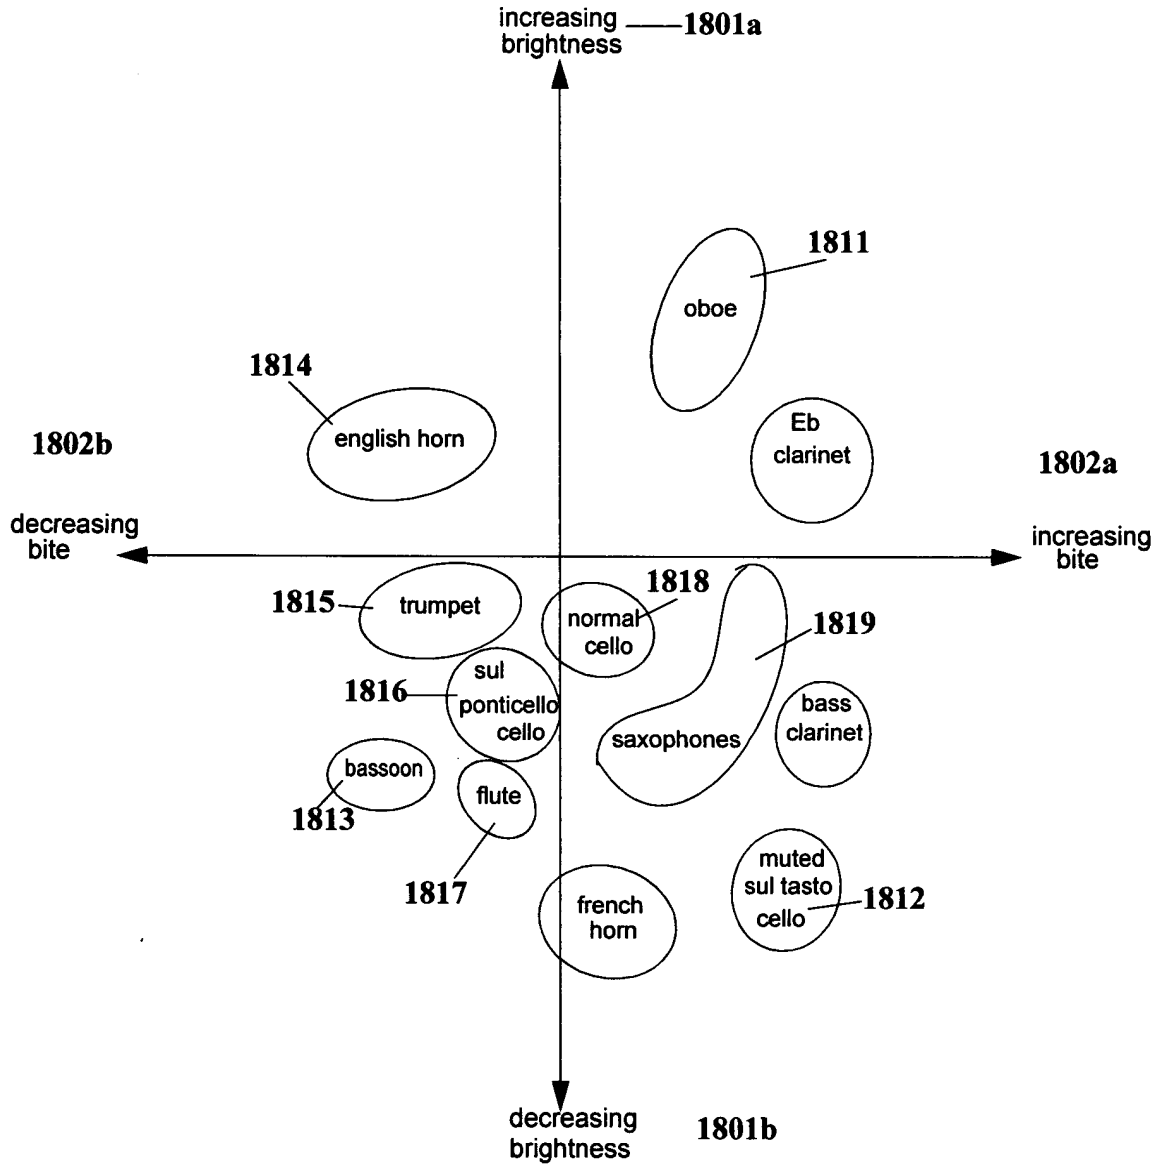 increasing
brightness
1801a
1811
oboe
1814
english horn
Eb
clarinet
1802b
1802a
decreasing
bite
increasing
bite
1815
trumpet
1818
normal
cello
1819
sul
ponticello
cello
1816
bass
clarinet
saxophones
bassoon
1813
flute
1817
muted
sul tasto
cello
1812
french
horn
decreasing
brightness
1801b